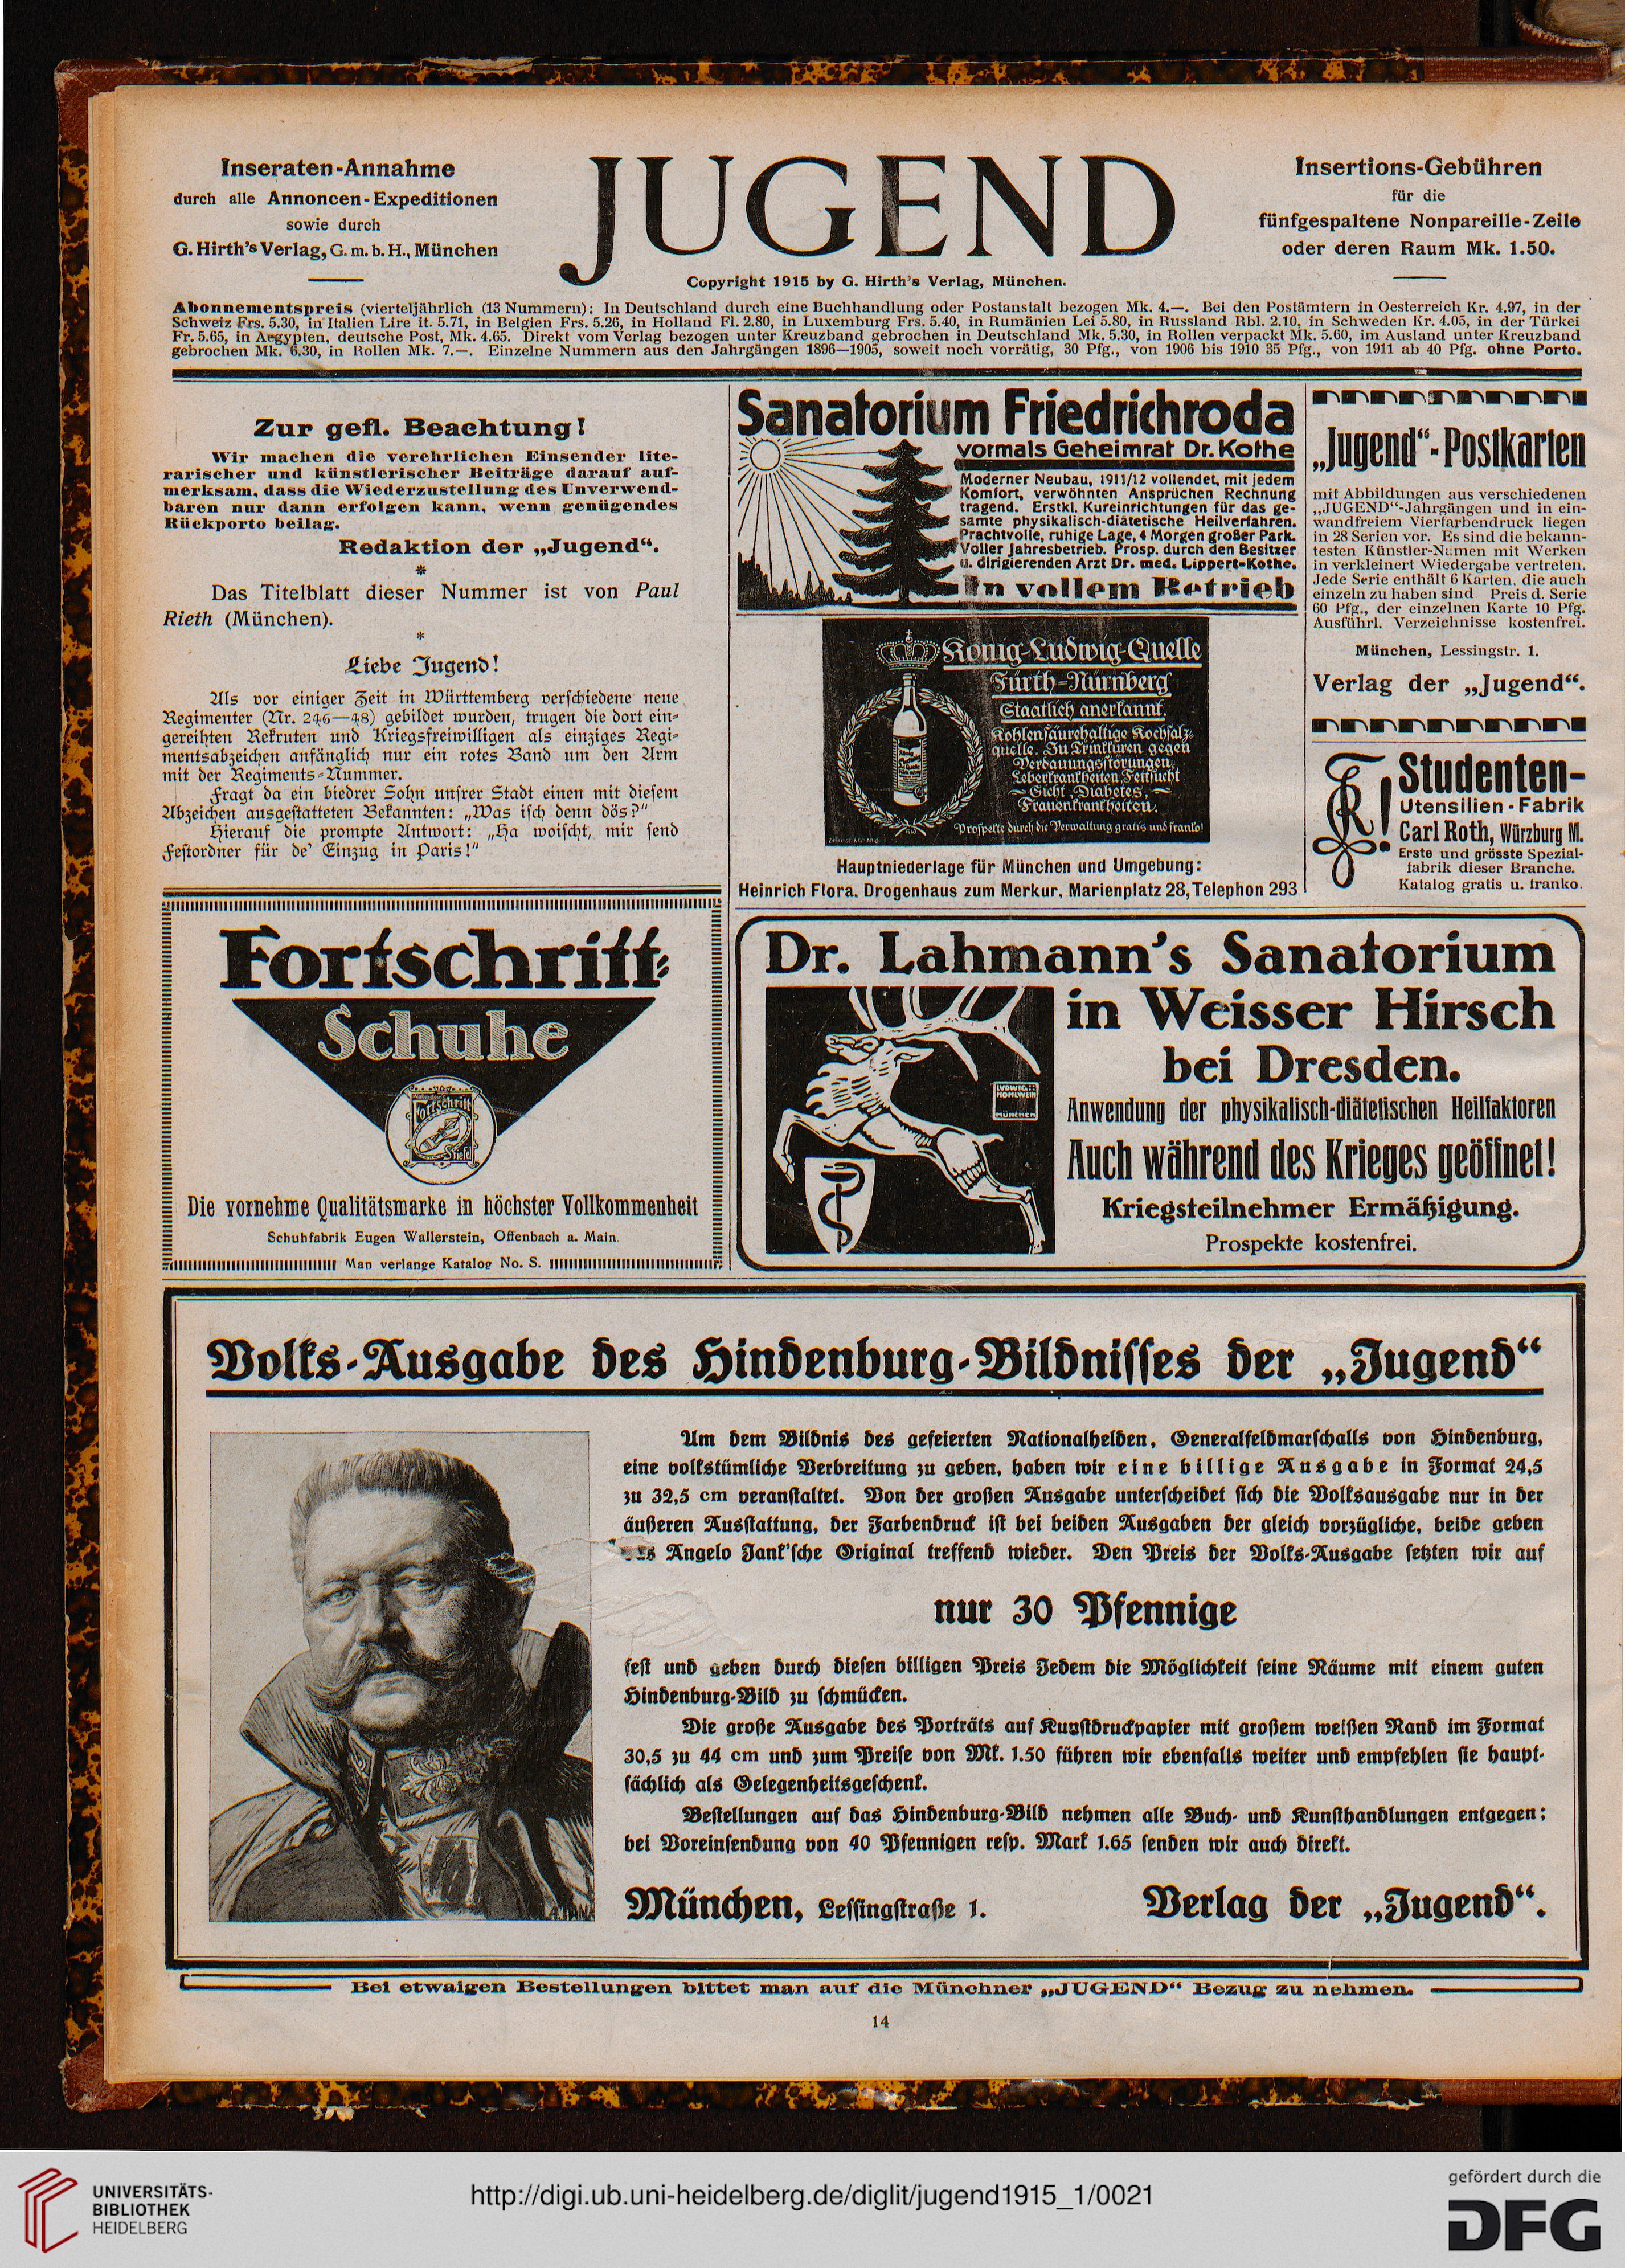 Inseraten-Annahme
durch alle Annoncen-Expeditionen
sowie durch
G. Hirth's Verlag, G. m. b. H., München
JUGEND
Copyright 1915 by G. Hirth's Verlag, München.
Insertions-Gebühren
für die
fünfgespaltene Nonpareille-Zeile
oder deren Raum Mk. 1.50.
Abonnementspreis (vierteljährlich (13 Nummern): In Deutschland durch eine Buchhandlung oder Postanstalt bezogen Mk. 4.—. Bei den Postämtern in Oesterreich Kr. 4.97, in der
Schweiz Frs. 5.30, in Italien Lire it. 5.71, in Belgien Frs. 5.26, in Holland Fl. 2.80, in Luxemburg Frs. 5.40, in Rumänien Lei 5.80, in Russland Rbl. 2.10, in Schweden Kr. 4.05, in der Türkei
Fr. 5.65, in Aegypten, deutsche Post, Mk. 4.65. Direkt vom Verlag bezogen unter Kreuzband gebrochen in Deutschland Mk. 5.30, in Rollen verpackt Mk. 5.60, im Ausland unter Kreuzband
gebrochen Mk. 6.30, in Rollen Mk. 7.—. Einzelne Nummern aus den Jahrgängen 1896—1905, soweit noch vorrätig, 30 Pfg., von 1906 bis 1910 35 Pfg., von 1911 ab 40 Pfg. ohne Porto.
Zur gefl. Beachtung!
Wir machen die verehrlichen Einsender lite-
rarischer und künstlerischer Beiträge darauf auf-
merksam, dass die Wiederzustellung des Unverwend-
baren nur dann erfolgen kann, wenn genügendes
Rückporto beilag.
Redaktion der „Jugend“.
*
Das Titelblatt dieser Nummer ist von Paul
Rieth (München).
*
Liebe Jugend!
Als vor einiger Zeit in Württemberg verschiedene neue
Regimenter (Nr. 246—48) gebildet wurden, trugen die dort ein-
gereihten Rekruten und Kriegsfreiwilligen als einziges Regi-
mentsabzeichen anfänglich nur ein rotes Band um den Arm
mit der Regiments-Nummer.
Fragt da ein biedrer Sohn unsrer Stadt einen mit diesem
Abzeichen ausgestatteten Bekannten: „Was isch denn dös?“
Hierauf die prompte Antwort: „Ha woischt, mir send
Festordner für de' Einzug in Paris!“
Sanatorium Friedrichroda
vormals Geheimrat Dr. Kothe
Moderner Neubau, 1911/12 vollendet, mit jedem
Komfort, verwöhnten Ansprüchen Rechnung
tragend. Erstkl. Kureinrichtungen für das ge-
samte physikalisch-diätetische Heilverfahren.
Prachtvolle, ruhige Lage, 4 Morgen großer Park.
Voller Jahresbetrieb. Prosp. durch den Besitzer
u. dirigierenden Arzt Dr. med. Lippert-Kothe.
In vollem Betrieb
König-Ludwig-Quelle
Fürth-Nürnberg
Staatlich anerkannt.
Kohlensäurehaltige Kochsalz-
quelle. Zu Trinkkuren gegen
Verdauungsstörungen,
Leberkrankheiten, Fettsucht
Gicht, Diabetes,
Frauenkrankheiten.
Prospekte durch die Verwaltung gratis und franko!
Hauptniederlage für München und Umgebung:
Heinrich Flora. Drogenhaus zum Merkur, Marienplatz 28, Telephon 293
„Jugend“-Postkarten
mit Abbildungen aus verschiedenen
„JUGEND“-Jahrgängen und in ein-
wandfreiem Vierfarbendruck liegen
in 28 Serien vor. Es sind die bekann-
testen Künstler-Namen mit Werken
in verkleinert Wiedergabe vertreten.
Jede Serie enthält 6 Karten, die auch
einzeln zu haben sind Preis d. Serie
60 Pfg., der einzelnen Karte 10 Pfg.
Ausführl. Verzeichnisse kostenfrei.
München, Lessingstr. 1.
Verlag der „Jugend“.
Studenten-
Utensilien-Fabrik
Carl Roth, Würzburg M.
Erste und grösste Spezial-
fabrik dieser Branche.
Katalog gratis u. franko.
Fortschritt-
Schuhe
Fortschritt
Stiefel
Die vornehme Qualitätsmarke in höchster Vollkommenheit
Schuhfabrik Eugen Wallerstein, Offenbach a. Main.
Man verlange Katalog No. S.
Dr. Lahmann's Sanatorium
in Weisser Hirsch
bei Dresden.
LVDWIG
HOHLWEIN
MÜNCHEN
Anwendung der physikalisch-diätetischen Heilfaktoren
Auch während des Krieges geöffnet!
Kriegsteilnehmer Ermäßigung.
Prospekte kostenfrei.
Volks-Ausgabe des Hindenburg-Bildnisses der „Jugend“
Um dem Bildnis des gefeierten Nationalhelden, Generalfeldmarschalls von Hindenburg,
eine volkstümliche Verbreitung zu geben, haben wir eine billige Ausgabe in Format 24,5
zu 32,5 cm veranstaltet. Von der großen Ausgabe unterscheidet sich die Volksausgabe nur in der
äußeren Ausstattung, der Farbendruck ist bei beiden Ausgaben der gleich vorzügliche, beide geben
Angelo Jank'sche Original treffend wieder. Den Preis der Volks-Ausgabe setzten wir auf
nur 30 Pfennige
fest und geben durch diesen billigen Preis Jedem die Möglichkeit seine Räume mit einem guten
Hindenburg-Bild zu schmücken.
Die große Ausgabe des Porträts auf Kunstdruckpapier mit großem weißen Rand im Format
30,5 zu 44 cm und zum Preise von Mk. 1.50 führen wir ebenfalls weiter und empfehlen sie haupt-
sächlich als Gelegenheitsgeschenk.
Bestellungen auf das Hindenburg-Bild nehmen alle Buch- und Kunsthandlungen entgegen;
bei Voreinsendung von 40 Pfennigen resp. Mark 1.65 senden wir auch direkt.
München, Lessingstraße 1.
Verlag der „Jugend“.
Bei etwaigen Bestellungen bittet man auf die Münchner „JUGEND“ Bezug zu nehmen.
14
UNIVERSITÄTS-
BIBLIOTHEK
HEIDELBERG
http://digi.ub.uni-heidelberg.de/diglit/jugend1915_1/0021
gefördert durch die
DFG